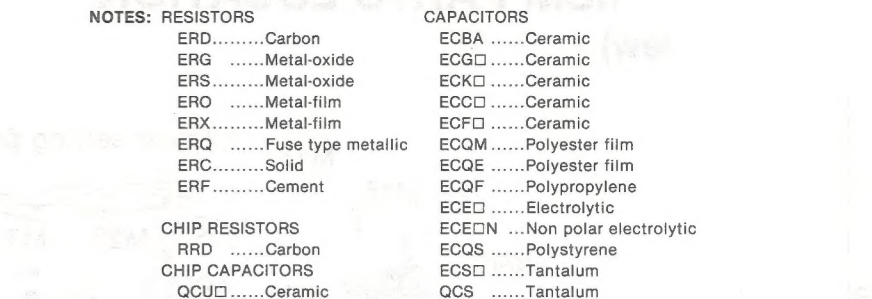 NOTES: RESISTORS CAPACITORS
ERD.........Carbon ECBA ......Ceramic
ERG ......Metal-oxide ECG□ ......Ceramic
ERS.........Metal-oxide ECK□ ......Ceramic
ERO ......Metal-film ECC□ ......Ceramic
ERX.........Metal-film ECF□ ......Ceramic
ERQ ......Fuse type metallic ECQM......Polyester film
ERC.........Solid ECQE ......Polyester film
ERF.........Cement ECQF ......Polypropylene
ECE□ ......Electrolytic
CHIP RESISTORS ECE□N ...Non polar electrolytic
RRD ......Carbon ECQS ......Polystyrene
CHIP CAPACITORS ECS□ ......Tantalum
QCU□......Ceramic QCS ......Tantalum